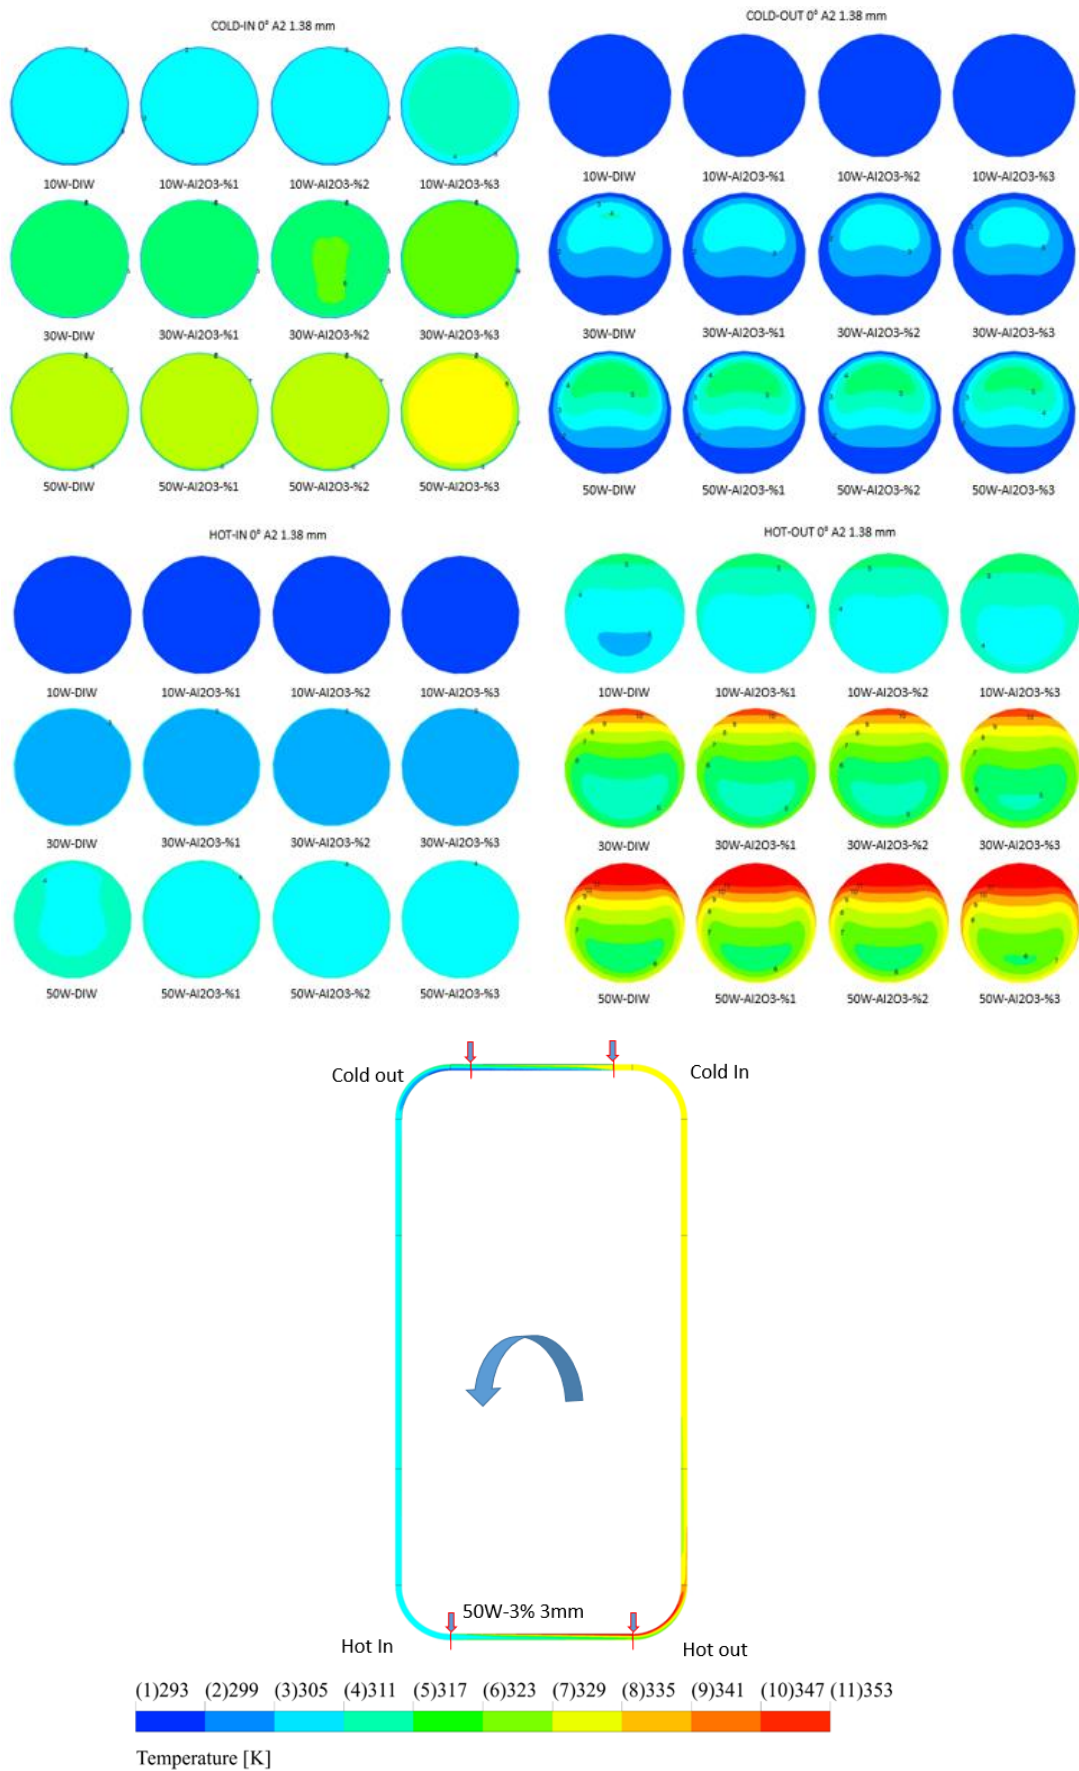 COLD-IN 0° A2 1.38 mm
10W-DIW 10W-Al2O3-%1 10W-Al2O3-%2 10W-Al2O3-%3
30W-DIW 30W-Al2O3-%1 30W-Al2O3-%2 30W-Al2O3-%3
50W-DIW 50W-Al2O3-%1 50W-Al2O3-%2 50W-Al2O3-%3
COLD-OUT 0° A2 1.38 mm
10W-DIW 10W-Al2O3-%1 10W-Al2O3-%2 10W-Al2O3-%3
30W-DIW 30W-Al2O3-%1 30W-Al2O3-%2 30W-Al2O3-%3
50W-DIW 50W-Al2O3-%1 50W-Al2O3-%2 50W-Al2O3-%3
HOT-IN 0° A2 1.38 mm
10W-DIW 10W-Al2O3-%1 10W-Al2O3-%2 10W-Al2O3-%3
30W-DIW 30W-Al2O3-%1 30W-Al2O3-%2 30W-Al2O3-%3
50W-DIW 50W-Al2O3-%1 50W-Al2O3-%2 50W-Al2O3-%3
HOT-OUT 0° A2 1.38 mm
10W-DIW 10W-Al2O3-%1 10W-Al2O3-%2 10W-Al2O3-%3
30W-DIW 30W-Al2O3-%1 30W-Al2O3-%2 30W-Al2O3-%3
50W-DIW 50W-Al2O3-%1 50W-Al2O3-%2 50W-Al2O3-%3
Cold out Cold In
50W-3% 3mm
Hot In Hot out
(1)293 (2)299 (3)305 (4)311 (5)317 (6)323 (7)329 (8)335 (9)341 (10)347 (11)353
Temperature [K]